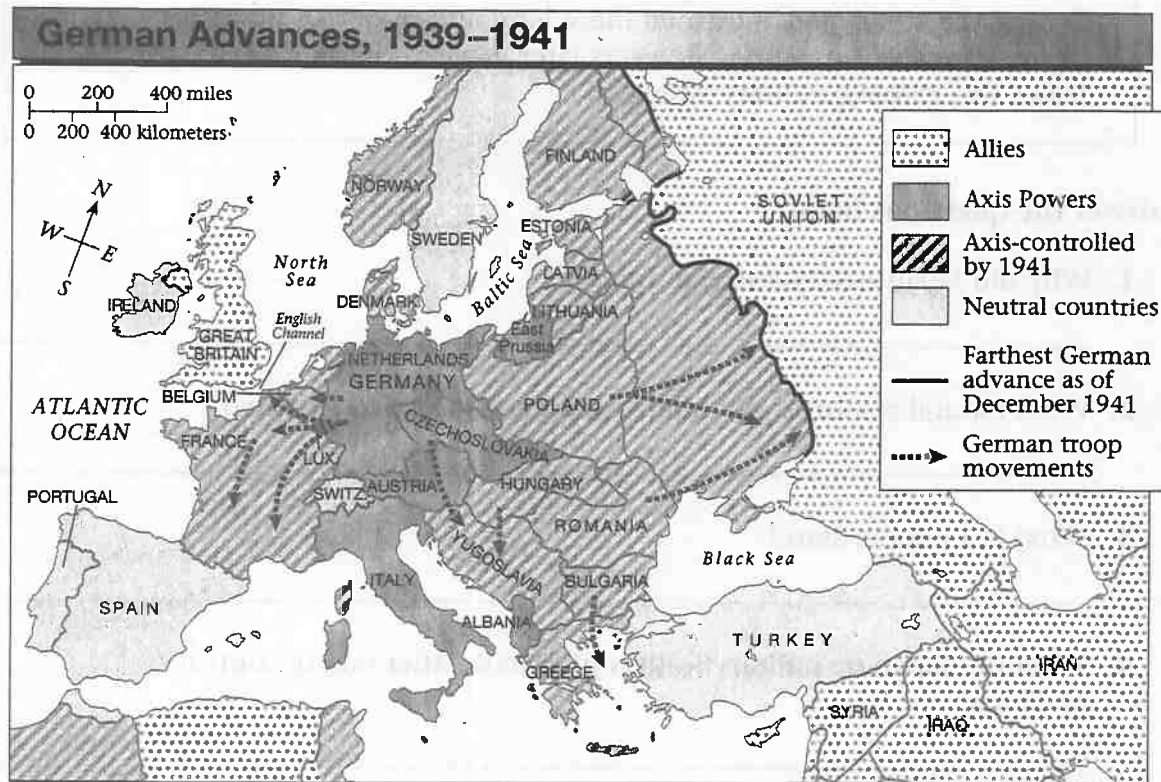 German Advances, 1939–1941
0 200 400 miles
0 200 400 kilometers
N
W
E
S
Allies
Axis Powers
Axis-controlled
by 1941
Neutral countries
Farthest German
advance as of
December 1941
German troop
movements
FINLAND
NORWAY
SOVIET
UNION
SWEDEN
ESTONIA
North
Sea
Baltic Sea
LATVIA
IRELAND
DENMARK
LITHUANIA
English
Channel
East
Prussia
GREAT
BRITAIN
NETHERLANDS
GERMANY
BELGIUM
POLAND
ATLANTIC
OCEAN
CZECHOSLOVAKIA
FRANCE
LUX.
SWITZ.
AUSTRIA
HUNGARY
PORTUGAL
ROMANIA
YUGOSLAVIA
Black Sea
BULGARIA
ITALY
SPAIN
ALBANIA
TURKEY
GREECE
IRAN
SYRIA
IRAQ